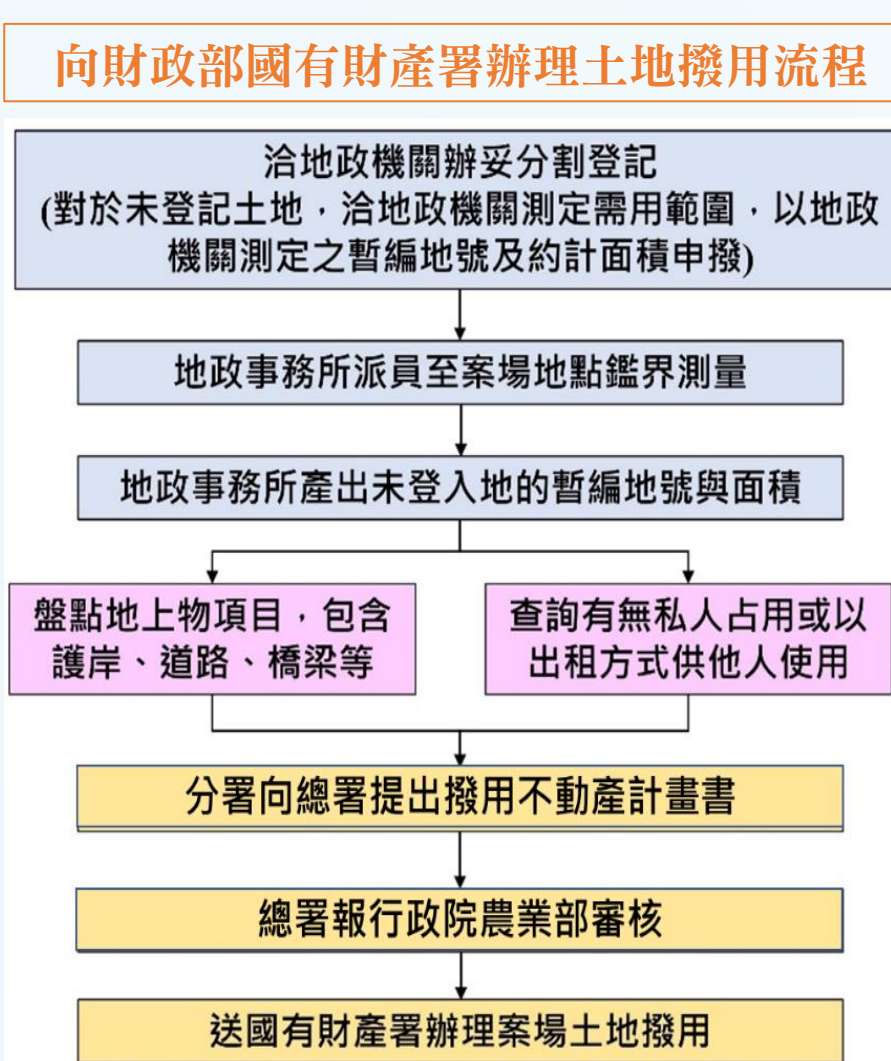 向財政部國有財產署辦理土地撥用流程
洽地政機關辦妥分割登記
(對於未登記土地，洽地政機關測定需用範圍，以地政
機關測定之暫編地號及約計面積申撥)
地政事務所派員至案場地點鑑界測量
地政事務所產出未登入地的暫編地號與面積
盤點地上物項目，包含
護岸、道路、橋梁等
查詢有無私人占用或以
出租方式供他人使用
分署向總署提出撥用不動產計畫書
總署報行政院農業部審核
送國有財產署辦理案場土地撥用